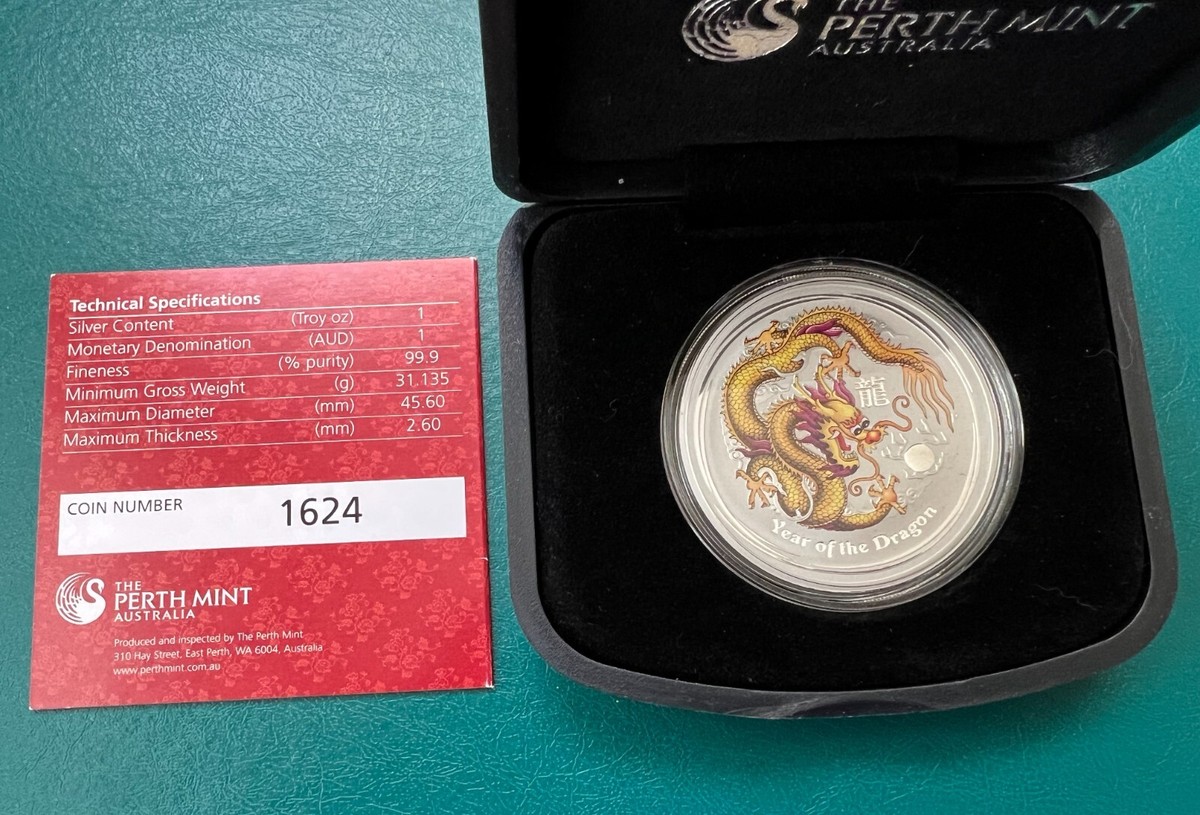 THE
PERTH MINT
AUSTRALIA
Technical Specifications
Silver Content (Troy oz) 1
Monetary Denomination (AUD) 1
Fineness (% purity) 99.9
Minimum Gross Weight (g) 31.135
Maximum Diameter (mm) 45.60
Maximum Thickness (mm) 2.60
COIN NUMBER 1624
THE
PERTH MINT
AUSTRALIA
Produced and inspected by The Perth Mint
310 Hay Street, East Perth, WA 6004, Australia
www.perthmint.com.au
龍
Year of the Dragon